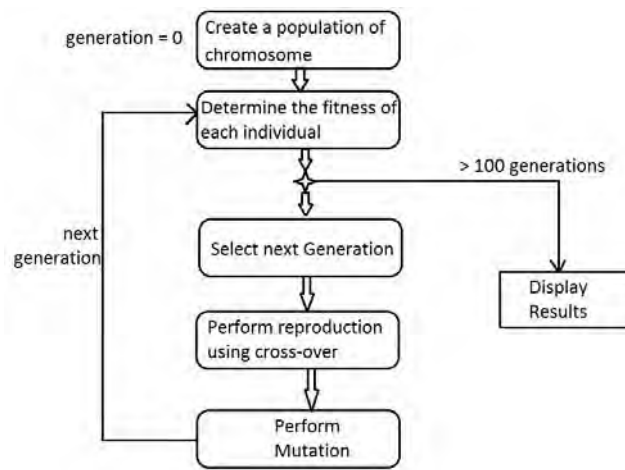 generation = 0
Create a population of
chromosome
Determine the fitness of
each individual
> 100 generations
next
generation
Select next Generation
Display
Results
Perform reproduction
using cross-over
Perform
Mutation